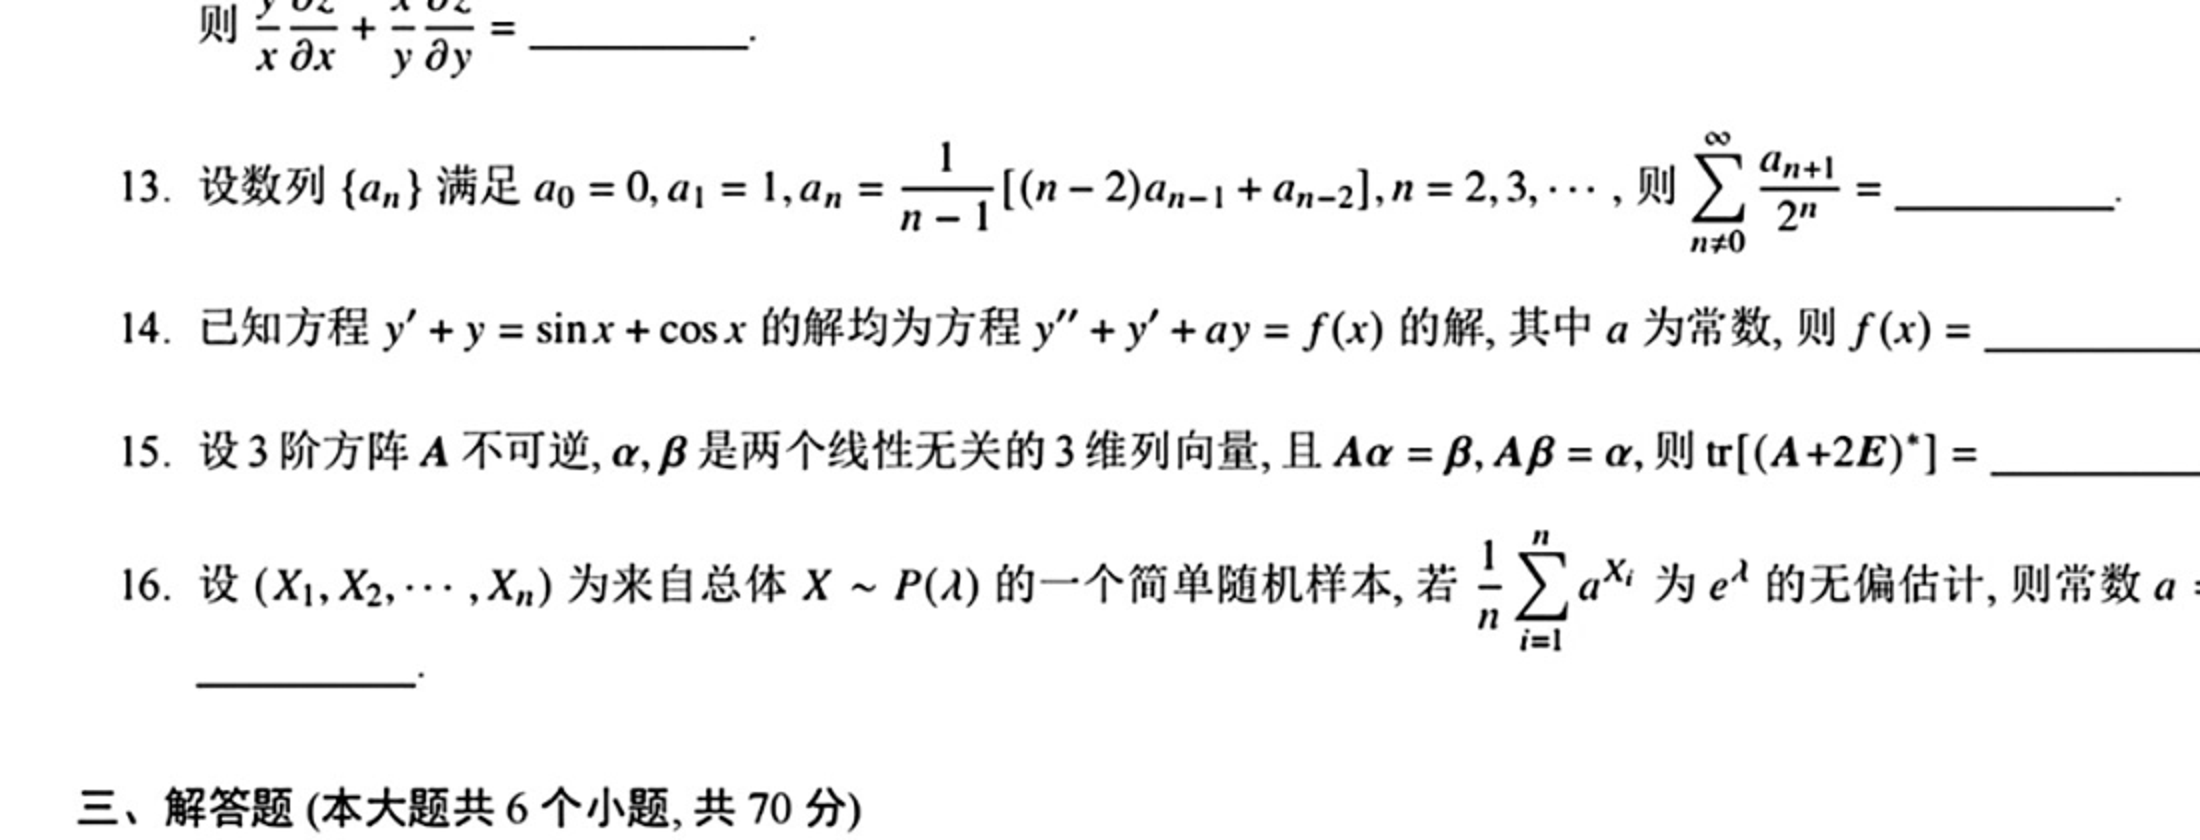 则 y/x ∂z/∂x + x/y ∂z/∂y = ________.
13. 设数列 {aₙ} 满足 a₀ = 0, a₁ = 1, aₙ = 1/(n − 1) [(n − 2)aₙ₋₁ + aₙ₋₂], n = 2, 3, ⋯ , 则 ∑_{n≠0}^{∞} aₙ₊₁/2ⁿ = ________.
14. 已知方程 y′ + y = sin x + cos x 的解均为方程 y″ + y′ + ay = f(x) 的解, 其中 a 为常数, 则 f(x) = ________
15. 设 3 阶方阵 A 不可逆, α, β 是两个线性无关的 3 维列向量, 且 Aα = β, Aβ = α, 则 tr[(A+2E)*] = ________
16. 设 (X₁, X₂, ⋯ , Xₙ) 为来自总体 X ~ P(λ) 的一个简单随机样本, 若 1/n ∑_{i=1}^{n} a^{Xᵢ} 为 e^λ 的无偏估计, 则常数 a =
________.
三、解答题 (本大题共 6 个小题, 共 70 分)